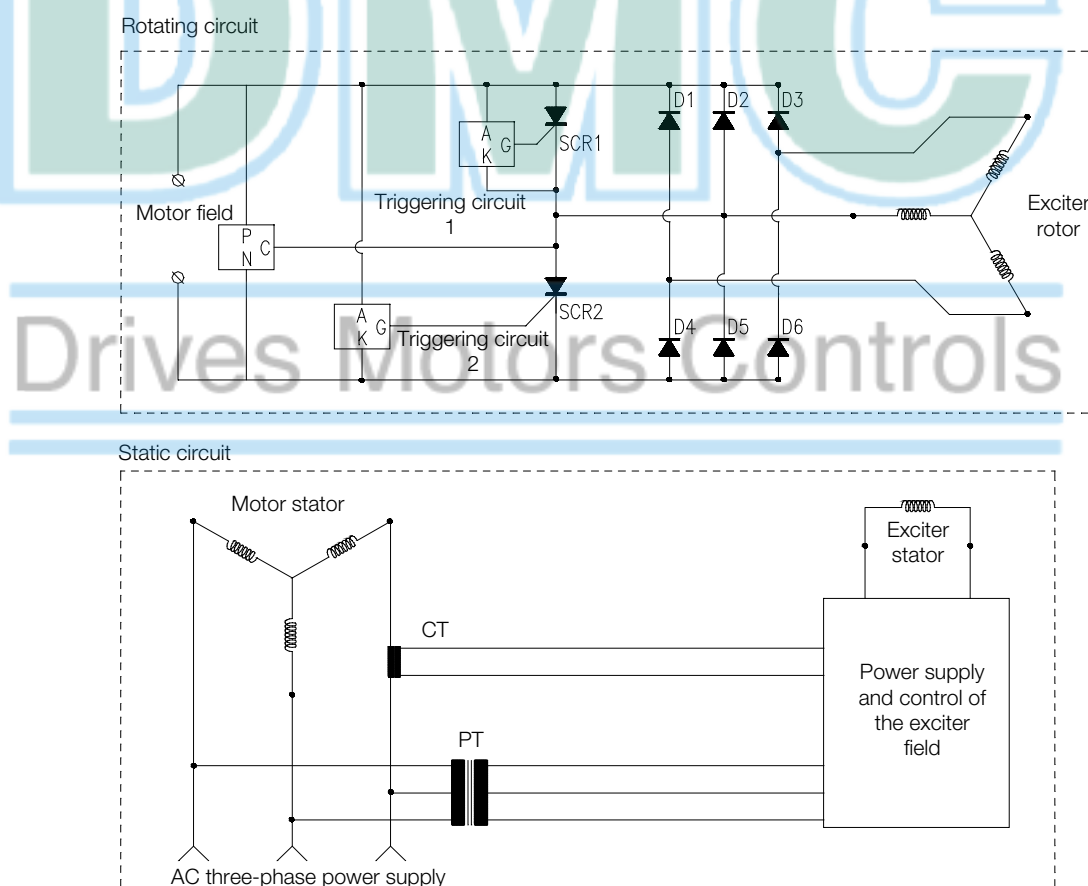 DMC
Rotating circuit
D1 D2 D3
A
G
K
SCR1
Triggering circuit
1
Motor field
P
C
N
Exciter
rotor
A
G
K
SCR2
Triggering circuit
2
D4 D5 D6
Drives Motors Controls
Static circuit
Motor stator
Exciter
stator
CT
Power supply
and control of
the exciter
field
PT
AC three-phase power supply